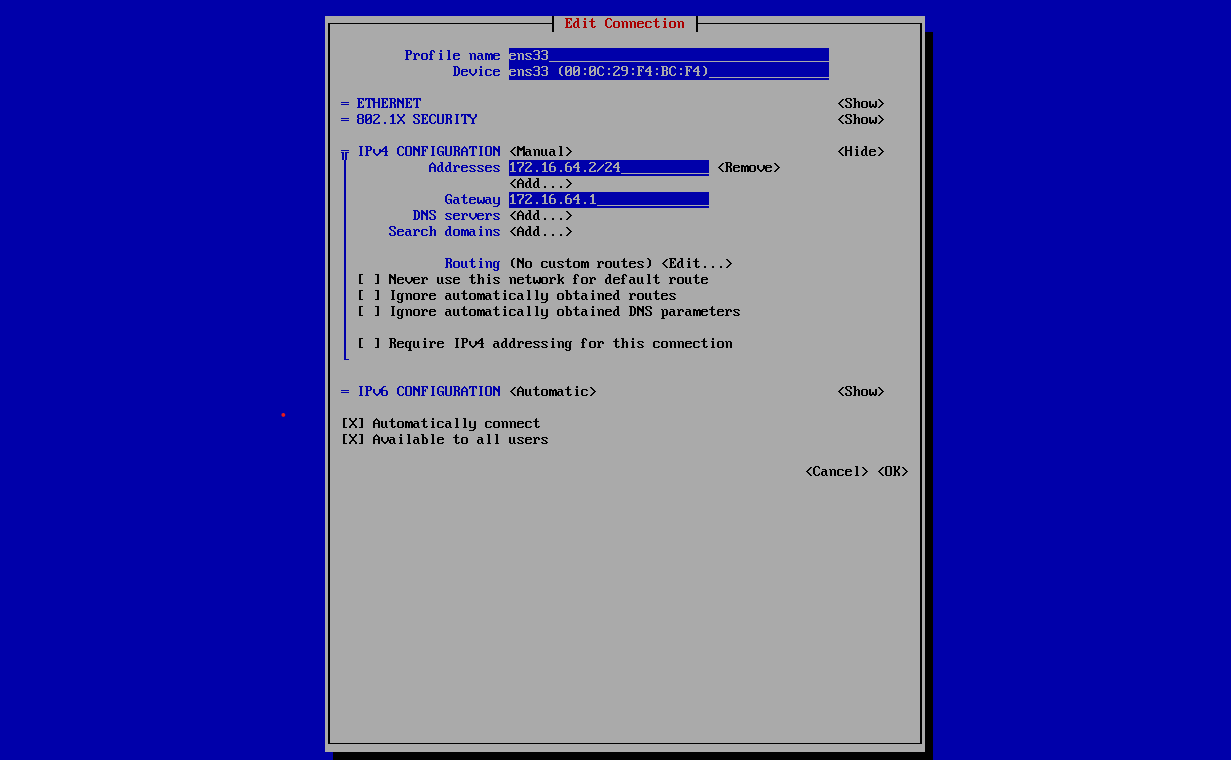 Edit Connection
Profile name ens33
Device ens33 (00:0C:29:F4:BC:F4)
= ETHERNET <Show>
= 802.1X SECURITY <Show>
= IPv4 CONFIGURATION <Manual> <Hide>
Addresses 172.16.64.2/24 <Remove>
<Add...>
Gateway 172.16.64.1
DNS servers <Add...>
Search domains <Add...>
Routing (No custom routes) <Edit...>
[ ] Never use this network for default route
[ ] Ignore automatically obtained routes
[ ] Ignore automatically obtained DNS parameters
[ ] Require IPv4 addressing for this connection
= IPv6 CONFIGURATION <Automatic> <Show>
[X] Automatically connect
[X] Available to all users
<Cancel> <OK>